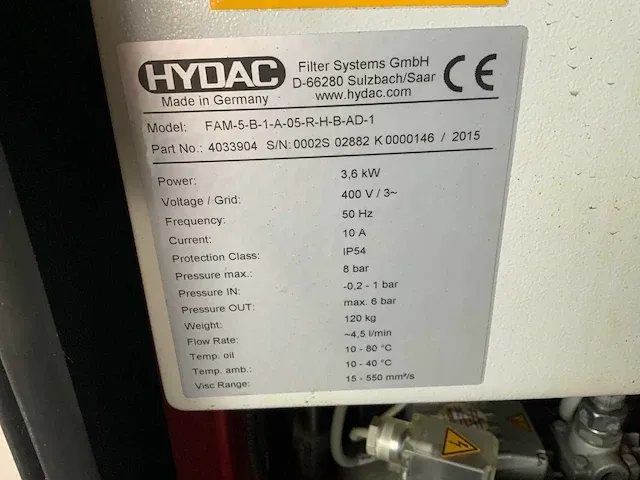 HYDAC
Filter Systems GmbH
D-66280 Sulzbach/Saar
www.hydac.com
CE
Made in Germany
Model: FAM-5-B-1-A-05-R-H-B-AD-1
Part No.: 4033904 S/N: 0002S 02882 K 0000146 / 2015
Power: 3,6 kW
Voltage / Grid: 400 V / 3~
Frequency: 50 Hz
Current: 10 A
Protection Class: IP54
Pressure max.: 8 bar
Pressure IN: -0,2 - 1 bar
Pressure OUT: max. 6 bar
Weight: 120 kg
Flow Rate: ~4,5 l/min
Temp. oil 10 - 80 °C
Temp. amb.: 10 - 40 °C
Visc Range: 15 - 550 mm²/s